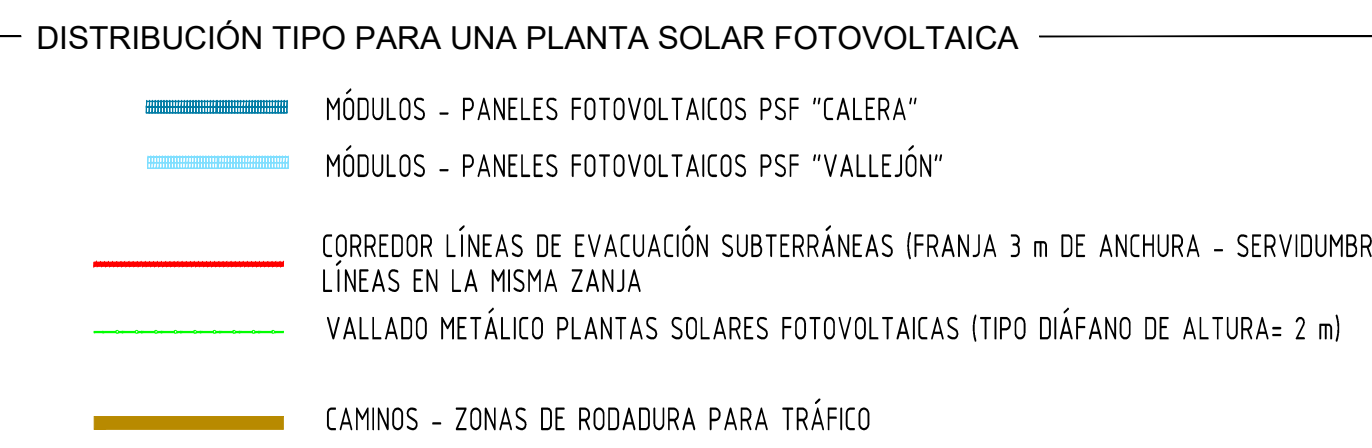 DISTRIBUCIÓN TIPO PARA UNA PLANTA SOLAR FOTOVOLTAICA
MÓDULOS - PANELES FOTOVOLTAICOS PSF "CALERA"
MÓDULOS - PANELES FOTOVOLTAICOS PSF "VALLEJÓN"
CORREDOR LÍNEAS DE EVACUACIÓN SUBTERRÁNEAS (FRANJA 3 m DE ANCHURA - SERVIDUMBR
LÍNEAS EN LA MISMA ZANJA
VALLADO METÁLICO PLANTAS SOLARES FOTOVOLTAICAS (TIPO DIÁFANO DE ALTURA= 2 m)
CAMINOS - ZONAS DE RODADURA PARA TRÁFICO